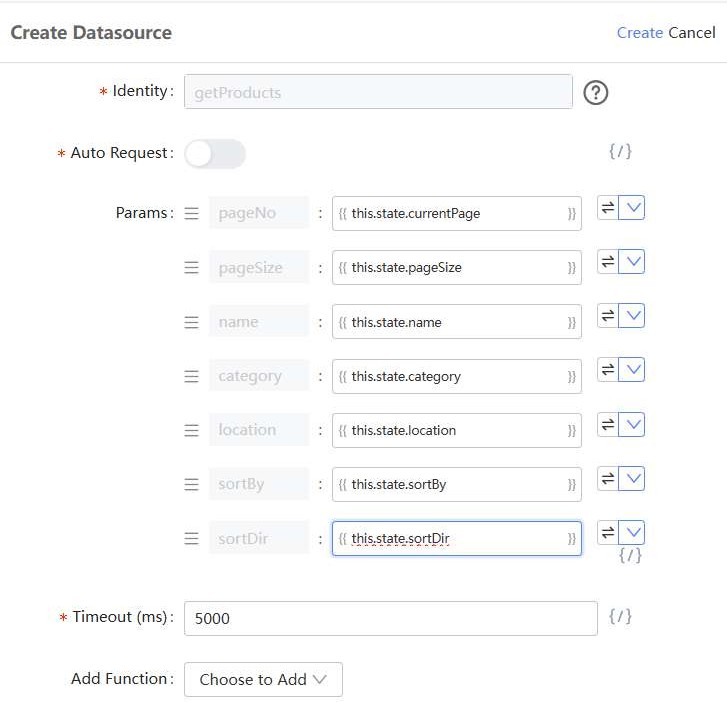 Create Datasource Create Cancel
* Identity: getProducts ?
* Auto Request: {/}
Params: pageNo : {{ this.state.currentPage }}
pageSize : {{ this.state.pageSize }}
name : {{ this.state.name }}
category : {{ this.state.category }}
location : {{ this.state.location }}
sortBy : {{ this.state.sortBy }}
sortDir : {{ this.state.sortDir }}
{/}
* Timeout (ms): 5000 {/}
Add Function: Choose to Add